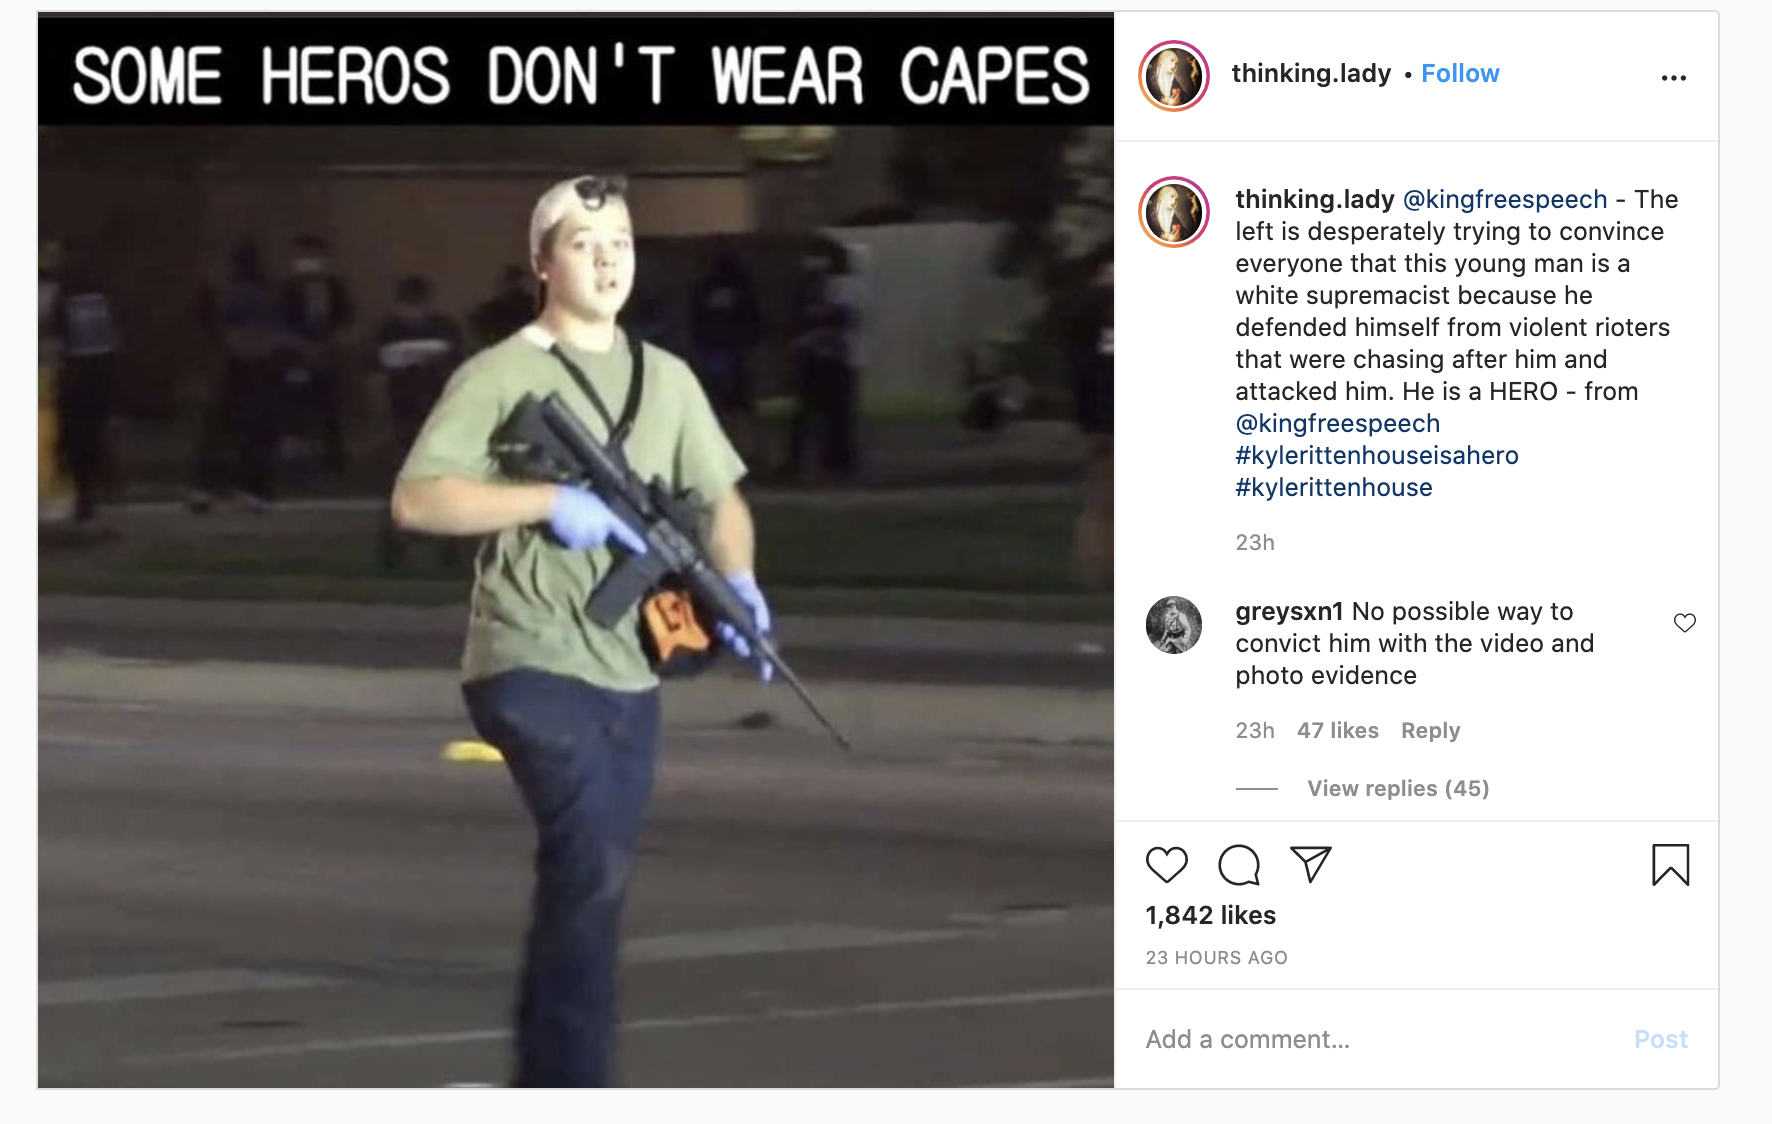 SOME HEROS DON'T WEAR CAPES
thinking.lady • Follow
thinking.lady @kingfreespeech - The
left is desperately trying to convince
everyone that this young man is a
white supremacist because he
defended himself from violent rioters
that were chasing after him and
attacked him. He is a HERO - from
@kingfreespeech
#kylerittenhouseisahero
#kylerittenhouse
23h
greysxn1 No possible way to
convict him with the video and
photo evidence
23h 47 likes Reply
View replies (45)
1,842 likes
23 HOURS AGO
Add a comment... Post